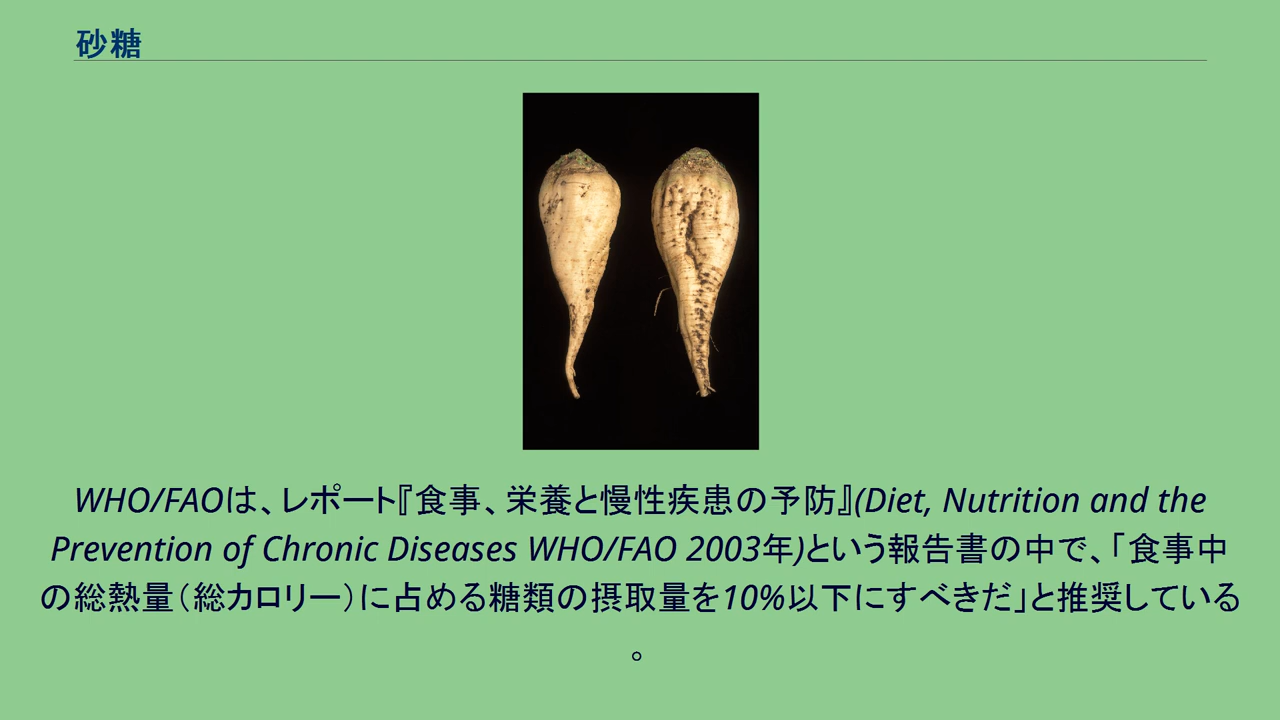 砂糖
WHO/FAOは、レポート『食事、栄養と慢性疾患の予防』(Diet, Nutrition and the
Prevention of Chronic Diseases WHO/FAO 2003年)という報告書の中で、「食事中
の総熱量（総カロリー）に占める糖類の摂取量を10%以下にすべきだ」と推奨している
。